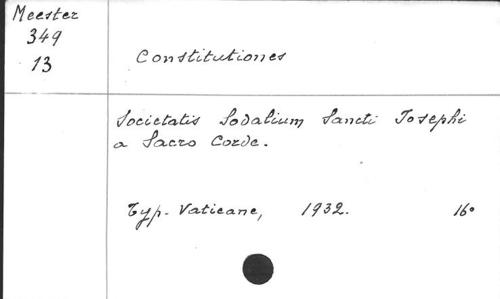 Meester
349
13
Constitutiones
Societatis Sodalium Sancti Josephi
a Sacro Corde.
Typ. Vaticane, 1932. 16°